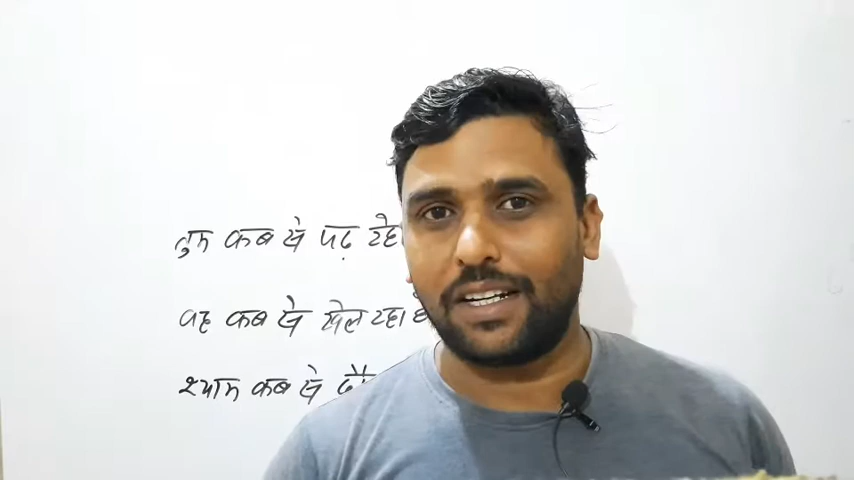 तुम कब से पढ़ रहे
वह कब से खेल रहा है
श्याम कब से